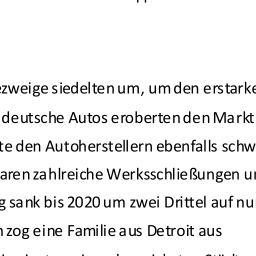 zweige siedelten um, um den erstarke
deutsche Autos eroberten den Markt
te den Autoherstellern ebenfalls schw
aren zahlreiche Werksschließungen u
g sank bis 2020 um zwei Drittel auf nu
n zog eine Familie aus Detroit aus